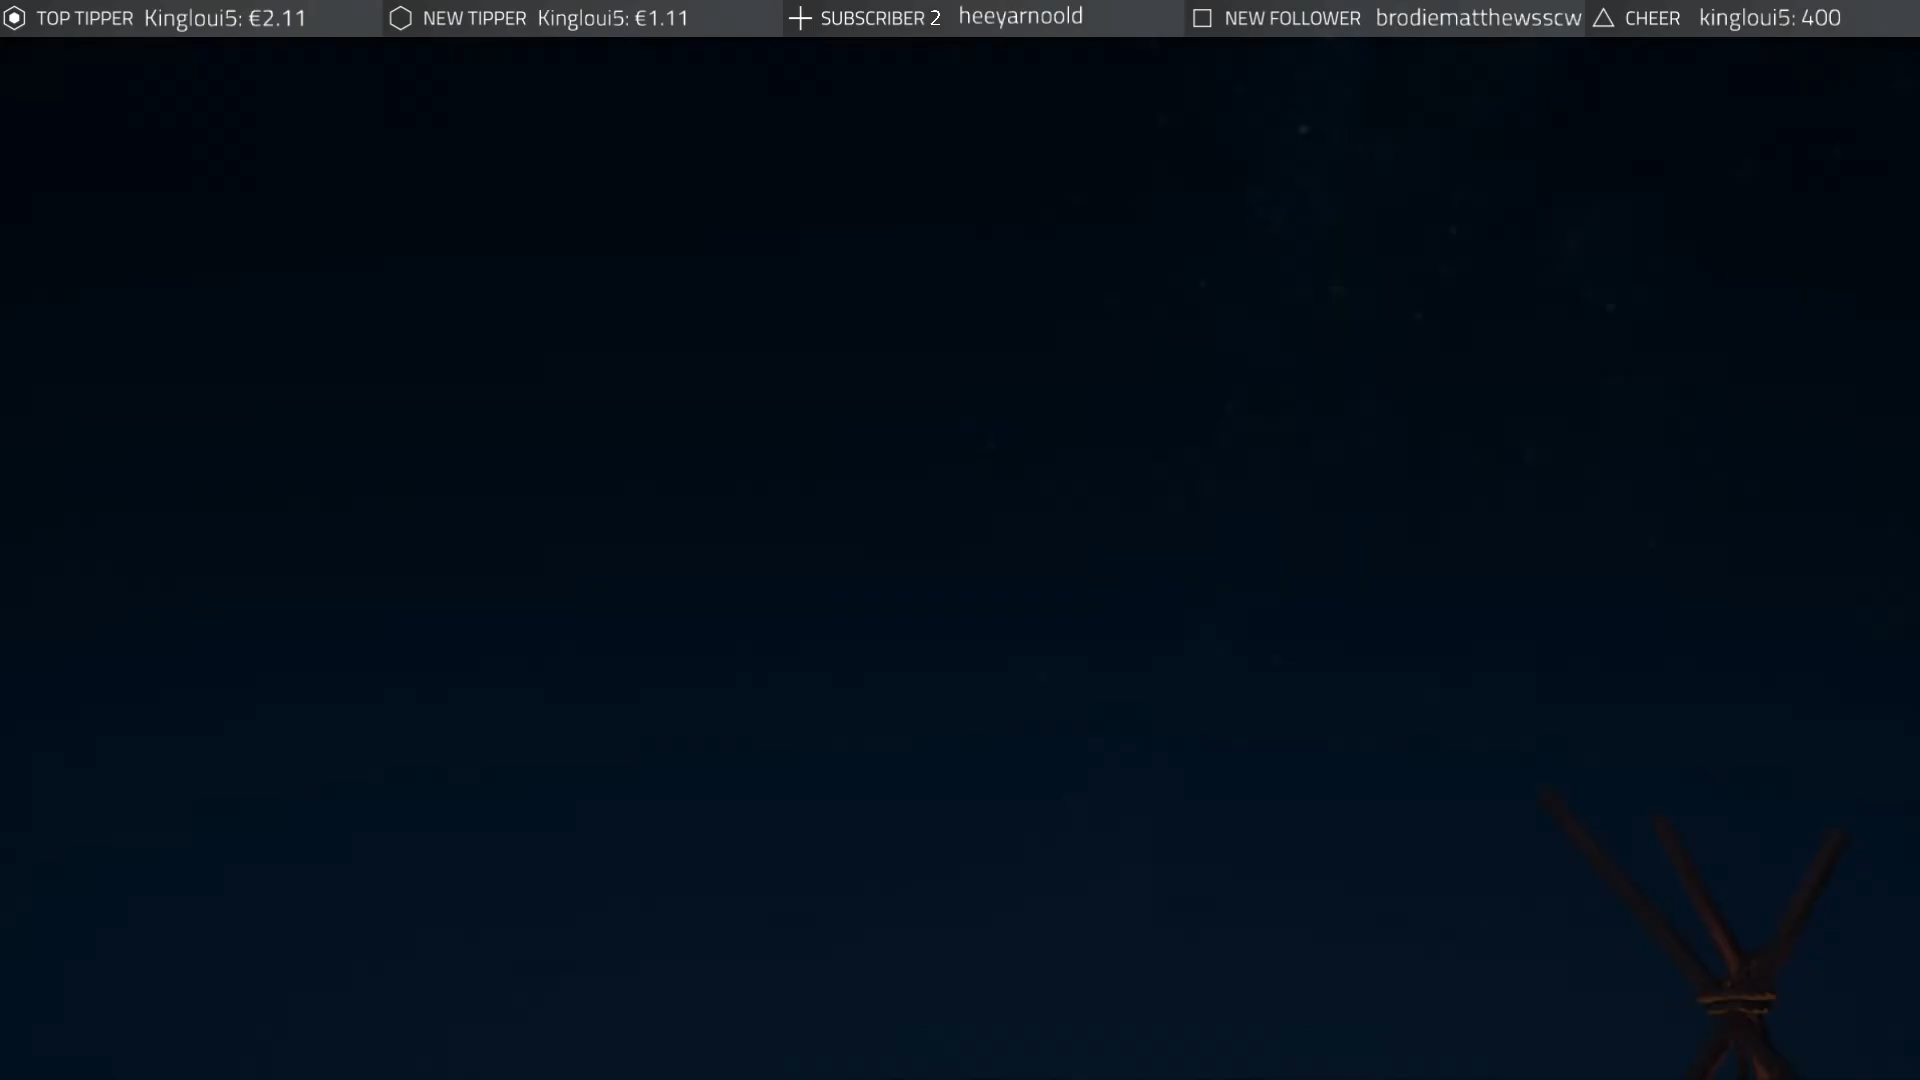 TOP TIPPER Kingloui5: €2.11 NEW TIPPER Kingloui5: €1.11 SUBSCRIBER 2 heeyarnoold NEW FOLLOWER brodiematthewsscw CHEER kingloui5: 400